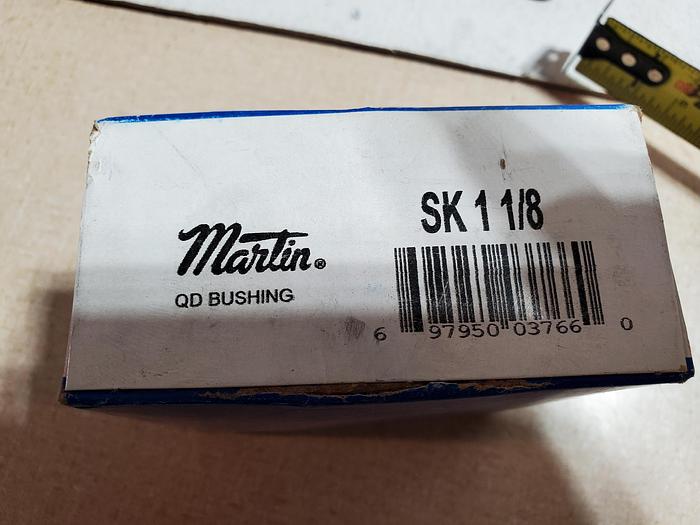 Martin®
QD BUSHING
SK 1 1/8
6 97950 03766 0